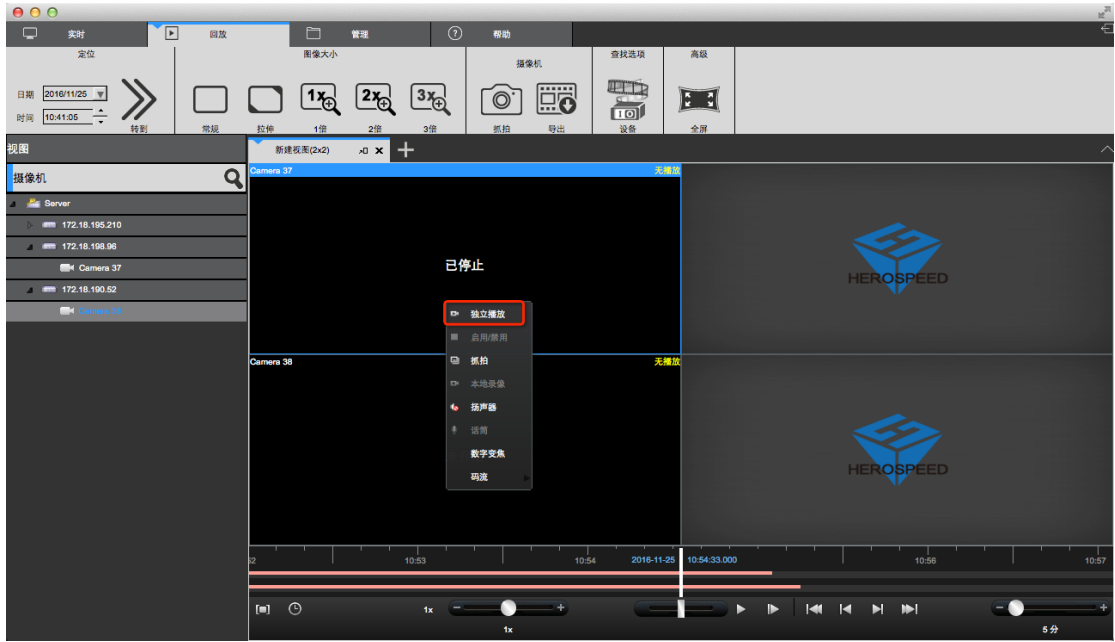 实时
回放
管理
帮助
定位
图像大小
摄像机
查找选项
高级
日期 2016/11/25
时间 10:41:05
转到
常规
拉伸
1x
1倍
2x
2倍
3x
3倍
抓拍
导出
设备
全屏
视图
新建视图(2x2)
摄像机
Server
172.18.195.210
172.18.198.96
Camera 37
172.18.190.52
Camera 37 无播放
已停止
独立播放
启用/禁用
抓拍
本地录像
扬声器
话筒
数字变焦
码流
Camera 38 无播放
HEROSPEED
HEROSPEED
10:53
10:54
2016-11-25 10:54:33.000
10:56
10:57
1x
1x
5 分